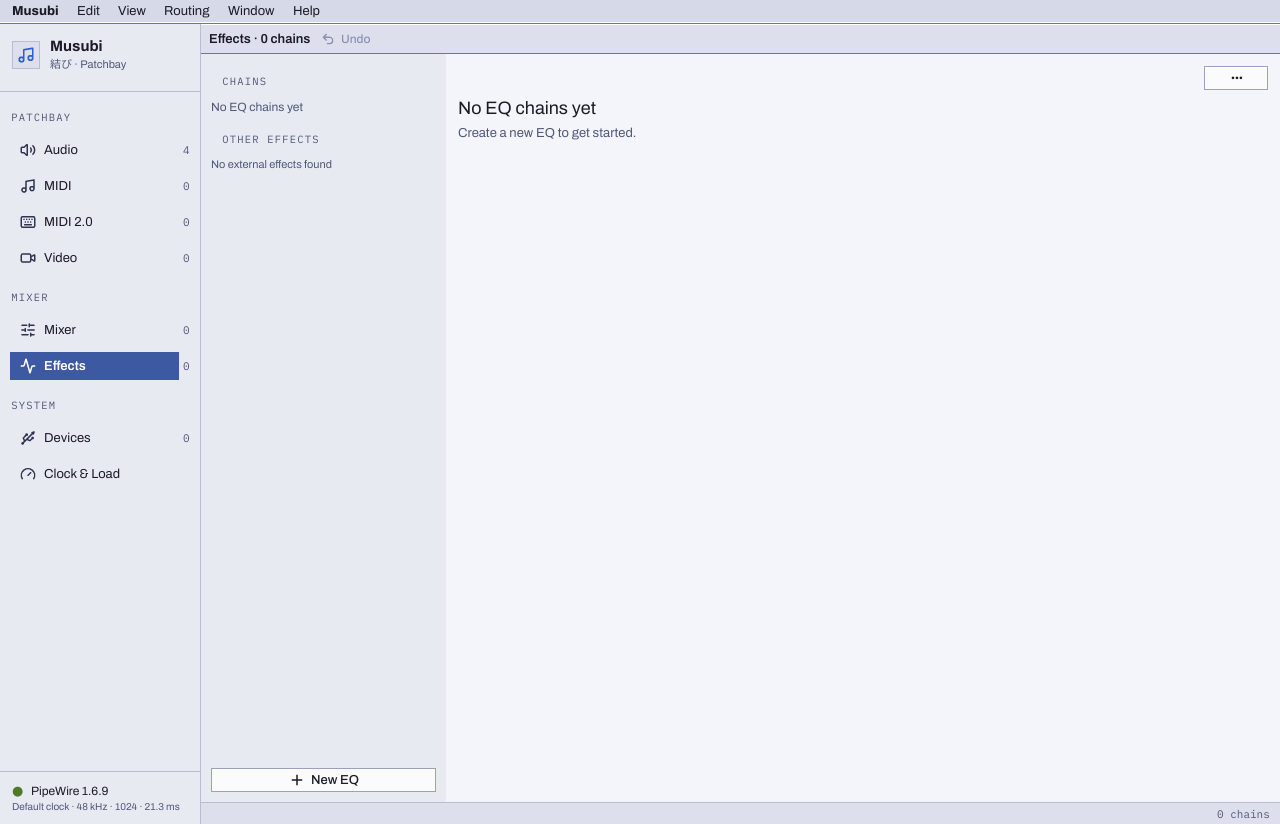 Musubi Edit View Routing Window Help
Musubi
結び · Patchbay
Effects · 0 chains Undo
PATCHBAY
Audio 4
MIDI 0
MIDI 2.0 0
Video 0
MIXER
Mixer 0
Effects 0
SYSTEM
Devices 0
Clock & Load
PipeWire 1.6.9
Default clock · 48 kHz · 1024 · 21.3 ms
CHAINS
No EQ chains yet
OTHER EFFECTS
No external effects found
New EQ
...
No EQ chains yet
Create a new EQ to get started.
0 chains